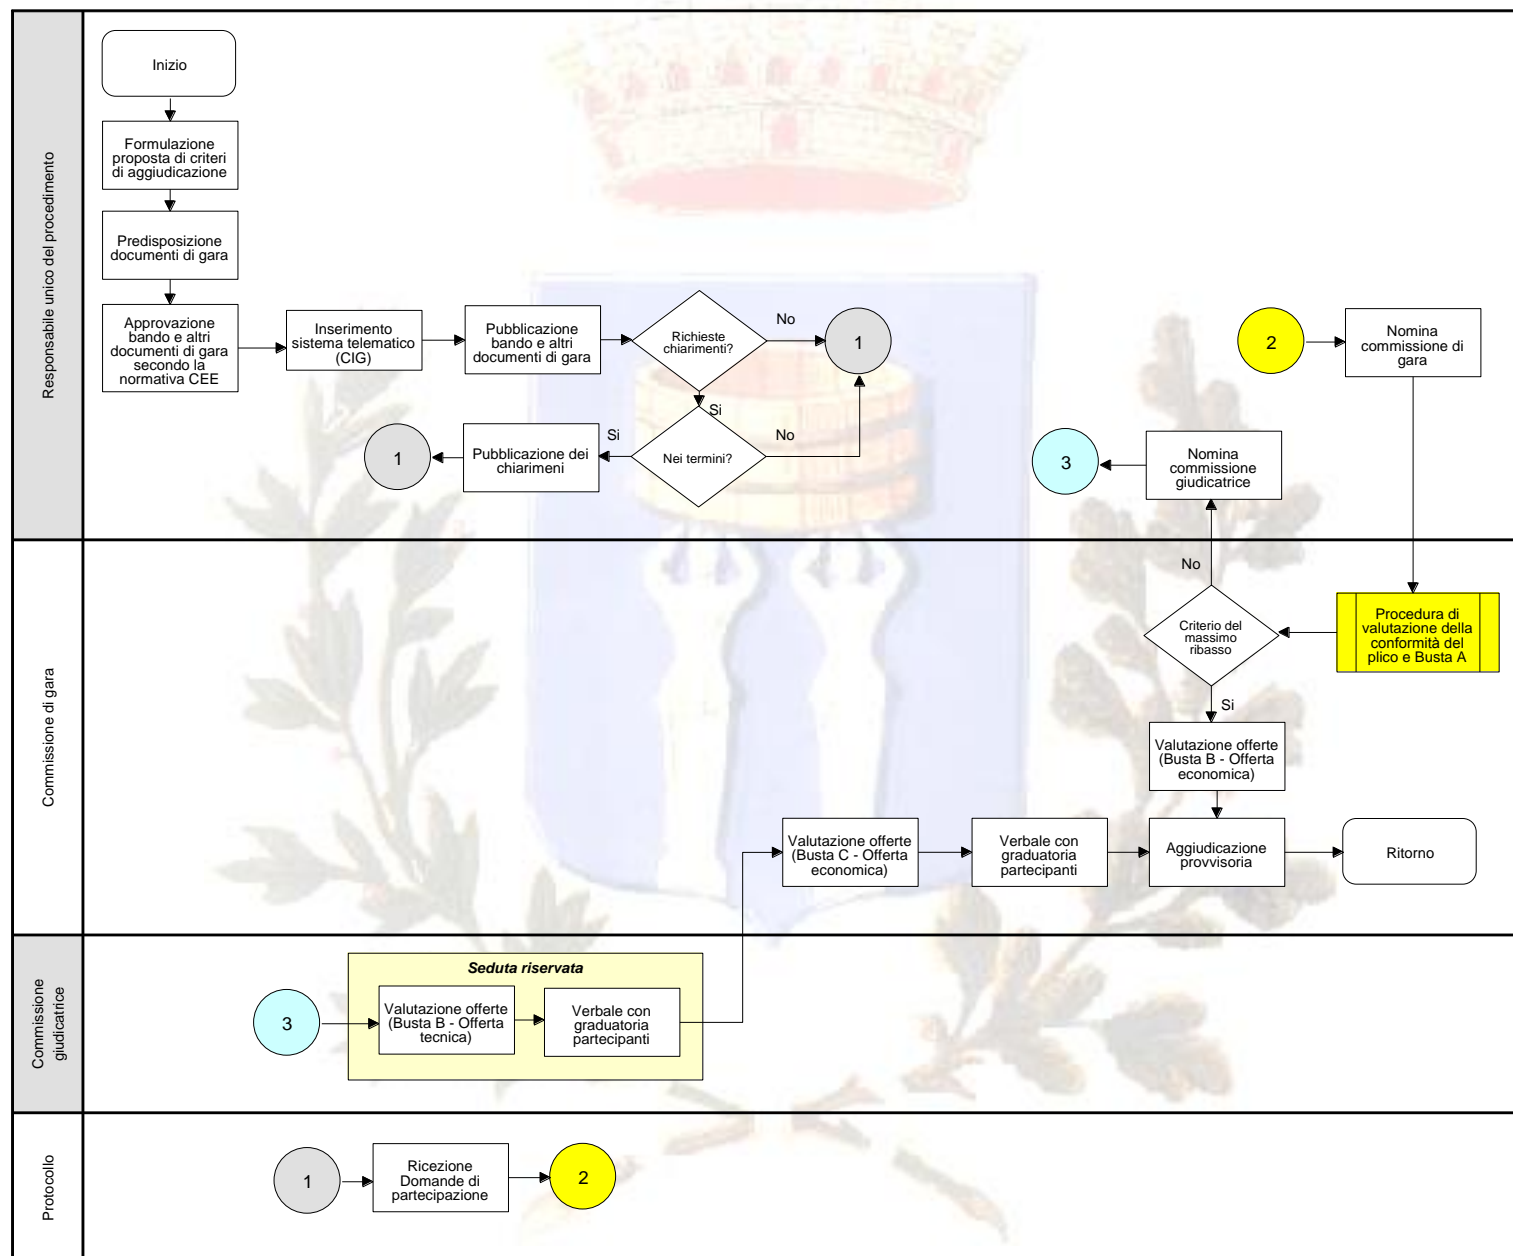 Responsabile unico del procedimento
Inizio
Formulazione
proposta di criteri
di aggiudicazione
Predisposizione
documenti di gara
Approvazione
bando e altri
documenti di gara
secondo la
normativa CEE
Inserimento
sistema telematico
(CIG)
Pubblicazione
bando e altri
documenti di gara
Richieste
chiarimenti?
No
1
Si
Nei termini?
No
Si
Pubblicazione dei
chiarimeni
1
2
Nomina
commissione di
gara
Nomina
commissione
giudicatrice
3
Commissione di gara
No
Criterio del
massimo
ribasso
Procedura di
valutazione della
conformità del
plico e Busta A
Si
Valutazione offerte
(Busta B - Offerta
economica)
Valutazione offerte
(Busta C - Offerta
economica)
Verbale con
graduatoria
partecipanti
Aggiudicazione
provvisoria
Ritorno
Commissione
giudicatrice
3
Seduta riservata
Valutazione offerte
(Busta B - Offerta
tecnica)
Verbale con
graduatoria
partecipanti
Protocollo
1
Ricezione
Domande di
partecipazione
2